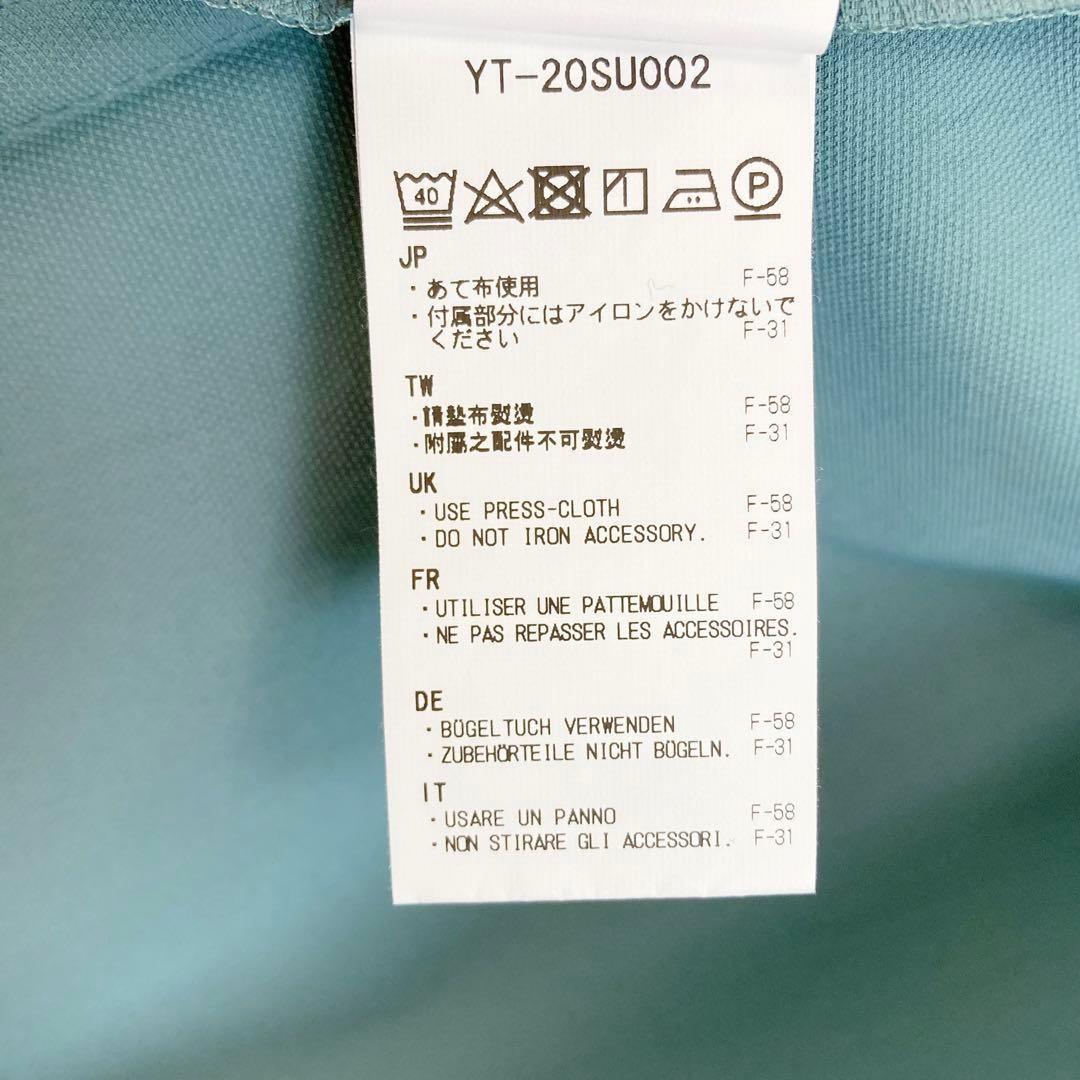 YT-20SU002
40 P
JP
・あて布使用 F-58
・付属部分にはアイロンをかけないで
ください F-31
TW
・請墊布熨燙 F-58
・附屬之配件不可熨燙 F-31
UK
・USE PRESS-CLOTH F-58
・DO NOT IRON ACCESSORY. F-31
FR
・UTILISER UNE PATTEMOUILLE F-58
・NE PAS REPASSER LES ACCESSOIRES.
F-31
DE
・BÜGELTUCH VERWENDEN F-58
・ZUBEHÖRTEILE NICHT BÜGELN. F-31
IT
・USARE UN PANNO F-58
・NON STIRARE GLI ACCESSORI. F-31